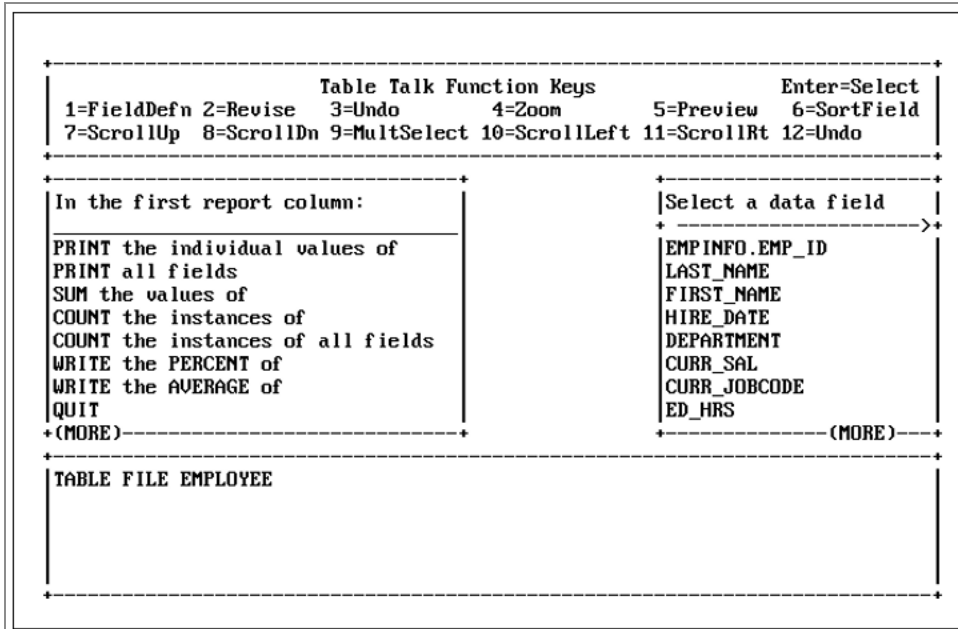 Table Talk Function Keys Enter=Select
1=FieldDefn 2=Revise 3=Undo 4=Zoom 5=Preview 6=SortField
7=ScrollUp 8=ScrollDn 9=MultSelect 10=ScrollLeft 11=ScrollRt 12=Undo
In the first report column:
PRINT the individual values of
PRINT all fields
SUM the values of
COUNT the instances of
COUNT the instances of all fields
WRITE the PERCENT of
WRITE the AVERAGE of
QUIT
(MORE)
Select a data field
EMPINFO.EMP_ID
LAST_NAME
FIRST_NAME
HIRE_DATE
DEPARTMENT
CURR_SAL
CURR_JOBCODE
ED_HRS
(MORE)
TABLE FILE EMPLOYEE